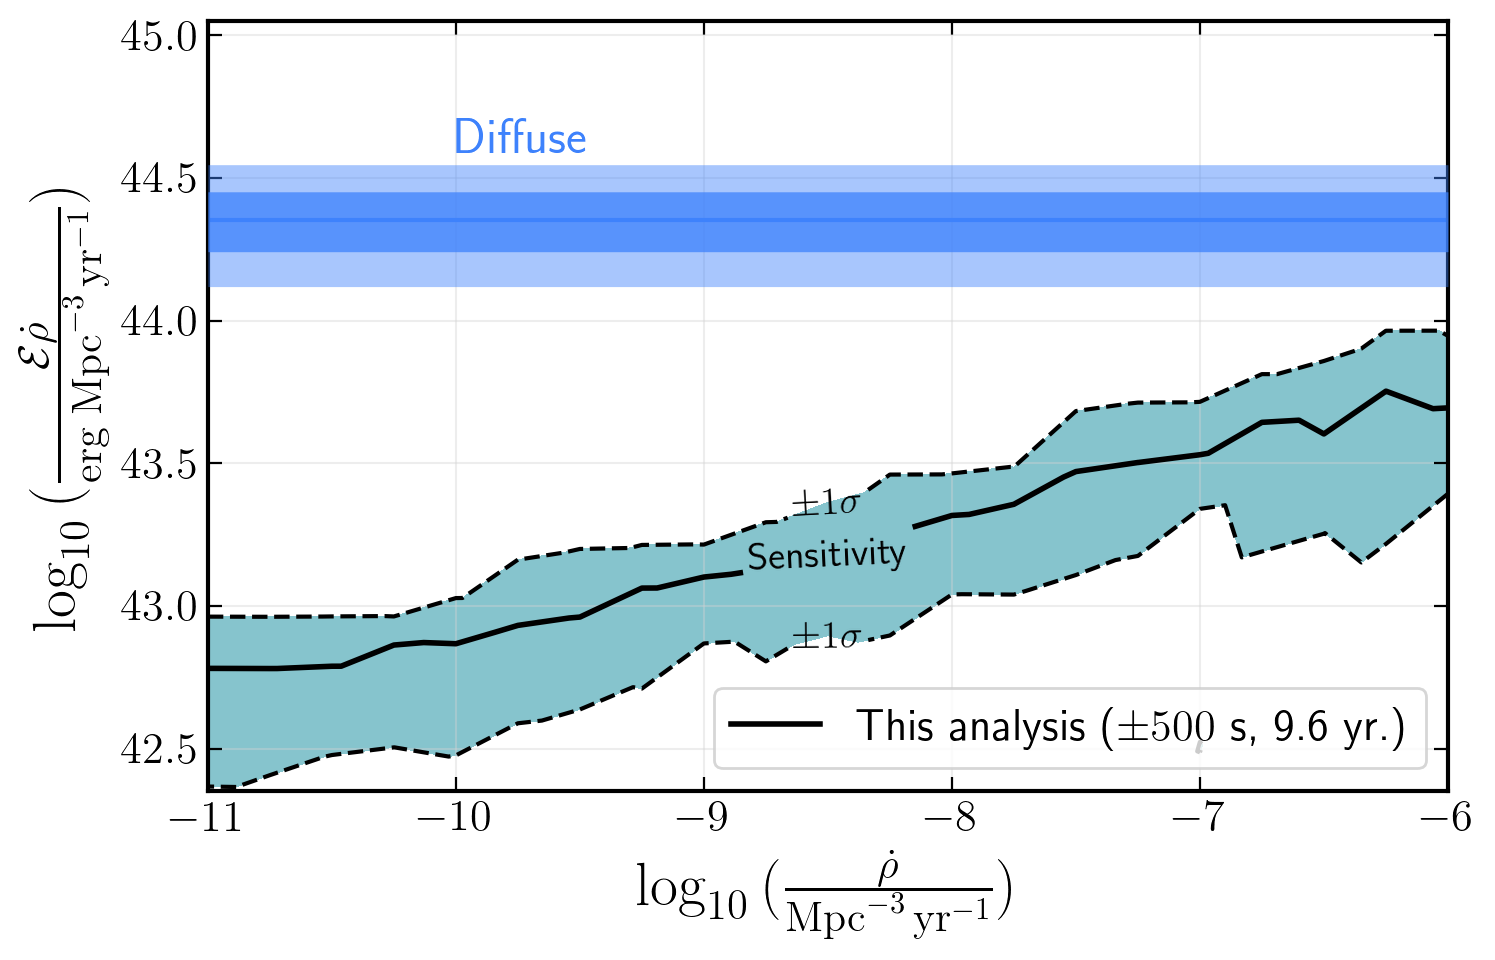 45.0
44.5
44.0
43.5
43.0
42.5
log₁₀ (ℰρ̇ / erg Mpc⁻³ yr⁻¹)
Diffuse
±1σ
Sensitivity
±1σ
This analysis (±500 s, 9.6 yr.)
−11 −10 −9 −8 −7 −6
log₁₀ (ρ̇ / Mpc⁻³ yr⁻¹)